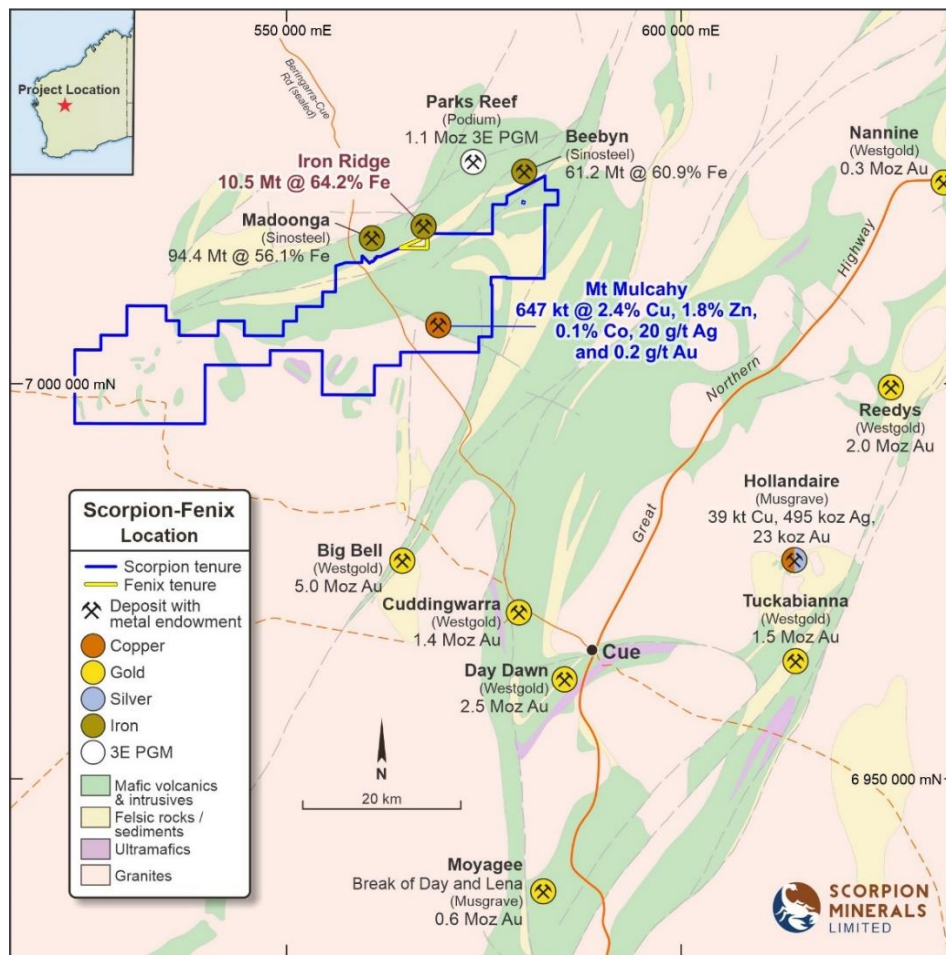 550 000 mE
600 000 mE
Project Location
Beringarra-Cue
Rd (sealed)
Parks Reef
(Podium)
1.1 Moz 3E PGM
Beebyn
(Sinosteel)
61.2 Mt @ 60.9% Fe
Nannine
(Westgold)
0.3 Moz Au
Iron Ridge
10.5 Mt @ 64.2% Fe
Madoonga
(Sinosteel)
94.4 Mt @ 56.1% Fe
Mt Mulcahy
647 kt @ 2.4% Cu, 1.8% Zn,
0.1% Co, 20 g/t Ag
and 0.2 g/t Au
Great Northern Highway
7 000 000 mN
Reedys
(Westgold)
2.0 Moz Au
Hollandaire
(Musgrave)
39 kt Cu, 495 koz Ag,
23 koz Au
Big Bell
(Westgold)
5.0 Moz Au
Cuddingwarra
(Westgold)
1.4 Moz Au
Tuckabianna
(Westgold)
1.5 Moz Au
Cue
Day Dawn
(Westgold)
2.5 Moz Au
Scorpion-Fenix
Location
Scorpion tenure
Fenix tenure
Deposit with
metal endowment
Copper
Gold
Silver
Iron
3E PGM
Mafic volcanics
& intrusives
Felsic rocks /
sediments
Ultramafics
Granites
N
20 km
6 950 000 mN
Moyagee
Break of Day and Lena
(Musgrave)
0.6 Moz Au
SCORPION
MINERALS
LIMITED